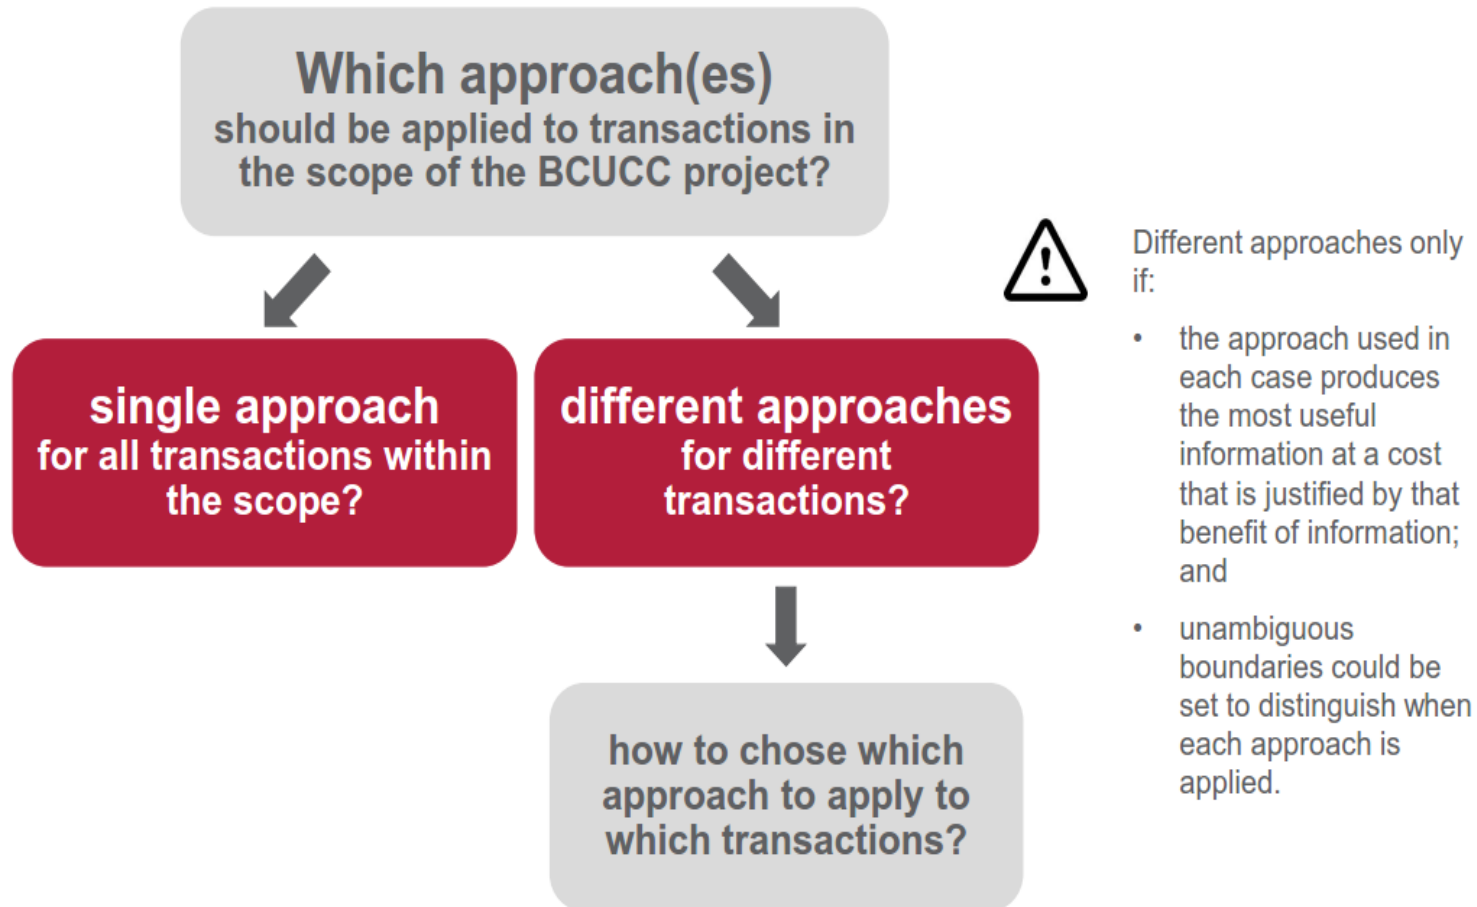 Which approach(es)
should be applied to transactions in
the scope of the BCUCC project?
single approach
for all transactions within
the scope?
different approaches
for different
transactions?
how to chose which
approach to apply to
which transactions?
Different approaches only
if:
• the approach used in
each case produces
the most useful
information at a cost
that is justified by that
benefit of information;
and
• unambiguous
boundaries could be
set to distinguish when
each approach is
applied.